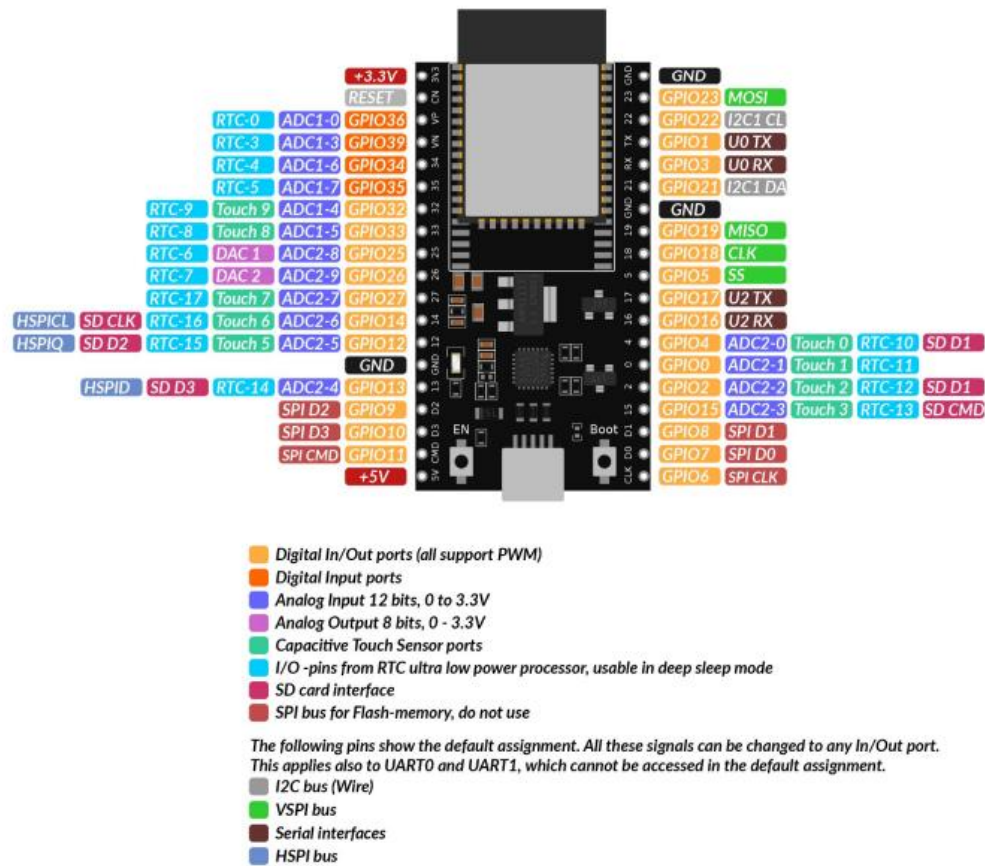 +3.3V 3v3 GND GND
RESET CN 23 GPIO23 MOSI
RTC-0 ADC1-0 GPIO36 VP 22 GPIO22 I2C1 CL
RTC-3 ADC1-3 GPIO39 VN TX GPIO1 U0 TX
RTC-4 ADC1-6 GPIO34 34 RX GPIO3 U0 RX
RTC-5 ADC1-7 GPIO35 35 21 GPIO21 I2C1 DA
RTC-9 Touch 9 ADC1-4 GPIO32 32 GND GND
RTC-8 Touch 8 ADC1-5 GPIO33 33 19 GPIO19 MISO
RTC-6 DAC 1 ADC2-8 GPIO25 25 18 GPIO18 CLK
RTC-7 DAC 2 ADC2-9 GPIO26 26 5 GPIO5 SS
RTC-17 Touch 7 ADC2-7 GPIO27 27 17 GPIO17 U2 TX
HSPICL SD CLK RTC-16 Touch 6 ADC2-6 GPIO14 14 16 GPIO16 U2 RX
HSPIQ SD D2 RTC-15 Touch 5 ADC2-5 GPIO12 12 4 GPIO4 ADC2-0 Touch 0 RTC-10 SD D1
GND GND 0 GPIO0 ADC2-1 Touch 1 RTC-11
HSPID SD D3 RTC-14 ADC2-4 GPIO13 13 2 GPIO2 ADC2-2 Touch 2 RTC-12 SD D1
SPI D2 GPIO9 D2 15 GPIO15 ADC2-3 Touch 3 RTC-13 SD CMD
SPI D3 GPIO10 D3 EN Boot D1 GPIO8 SPI D1
SPI CMD GPIO11 CMD D0 GPIO7 SPI D0
+5V 5V CLK GPIO6 SPI CLK
Digital In/Out ports (all support PWM)
Digital Input ports
Analog Input 12 bits, 0 to 3.3V
Analog Output 8 bits, 0 - 3.3V
Capacitive Touch Sensor ports
I/O -pins from RTC ultra low power processor, usable in deep sleep mode
SD card interface
SPI bus for Flash-memory, do not use
The following pins show the default assignment. All these signals can be changed to any In/Out port.
This applies also to UART0 and UART1, which cannot be accessed in the default assignment.
I2C bus (Wire)
VSPI bus
Serial interfaces
HSPI bus